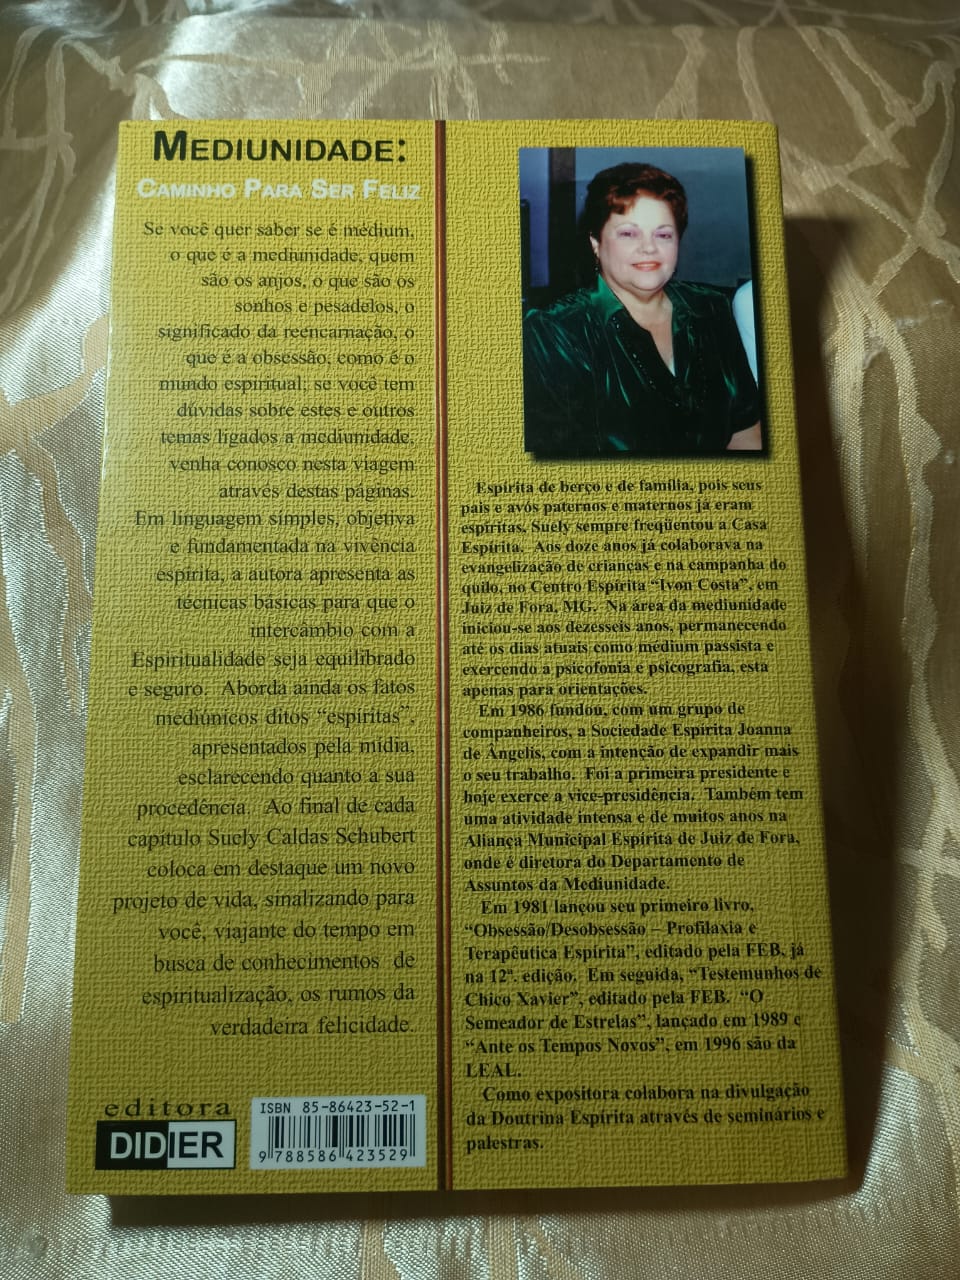 MEDIUNIDADE:
CAMINHO PARA SER FELIZ
Se você quer saber se é médium,
o que é a mediunidade, quem
são os anjos, o que são os
sonhos e pesadelos, o
significado da reencarnação, o
que é a obsessão, como é o
mundo espiritual; se você tem
dúvidas sobre estes e outros
temas ligados a mediunidade,
venha conosco nesta viagem
através destas páginas.
Em linguagem simples, objetiva
e fundamentada na vivência
espírita, a autora apresenta as
técnicas básicas para que o
intercâmbio com a
Espiritualidade seja equilibrado
e seguro. Aborda ainda os fatos
mediúnicos ditos “espíritas”,
apresentados pela mídia,
esclarecendo quanto a sua
procedência. Ao final de cada
capítulo Suely Caldas Schubert
coloca em destaque um novo
projeto de vida, sinalizando para
você, viajante do tempo em
busca de conhecimentos de
espiritualização, os rumos da
verdadeira felicidade.
editora
DIDIER
ISBN 85-86423-52-1
9 788586 423529
Espírita de berço e de família, pois seus
pais e avós paternos e maternos já eram
espíritas, Suely sempre freqüentou a Casa
Espírita. Aos doze anos já colaborava na
evangelização de crianças e na campanha do
quilo, no Centro Espírita “Ivon Costa”, em
Juiz de Fora, MG. Na área da mediunidade
iniciou-se aos dezesseis anos, permanecendo
até os dias atuais como médium passista e
exercendo a psicofonia e psicografia, esta
apenas para orientações.
Em 1986 fundou, com um grupo de
companheiros, a Sociedade Espírita Joanna
de Ângelis, com a intenção de expandir mais
o seu trabalho. Foi a primeira presidente e
hoje exerce a vice-presidência. Também tem
uma atividade intensa e de muitos anos na
Aliança Municipal Espírita de Juiz de Fora,
onde é diretora do Departamento de
Assuntos da Mediunidade.
Em 1981 lançou seu primeiro livro,
“Obsessão/Desobsessão – Profilaxia e
Terapêutica Espírita”, editado pela FEB, já
na 12ª. edição. Em seguida, “Testemunhos de
Chico Xavier”, editado pela FEB. “O
Semeador de Estrelas”, lançado em 1989 e
“Ante os Tempos Novos”, em 1996 são da
LEAL.
Como expositora colabora na divulgação
da Doutrina Espírita através de seminários e
palestras.